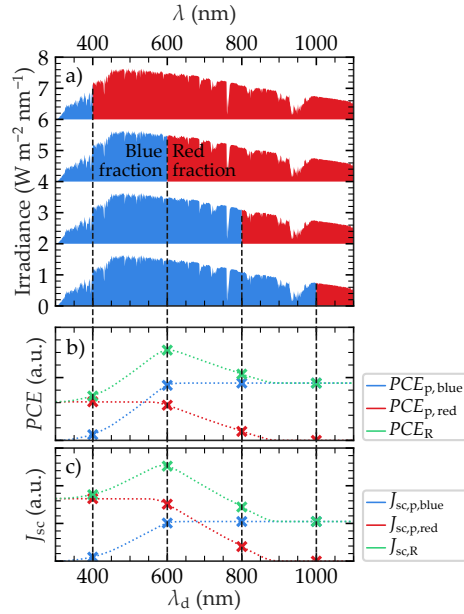 λ (nm)
400 600 800 1000
a)
Irradiance (W m⁻² nm⁻¹)
8
7
6
5
4
3
2
1
0
Blue fraction
Red fraction
b)
PCE (a.u.)
PCE_p,blue
PCE_p,red
PCE_R
c)
J_sc (a.u.)
J_sc,p,blue
J_sc,p,red
J_sc,R
400 600 800 1000
λ_d (nm)